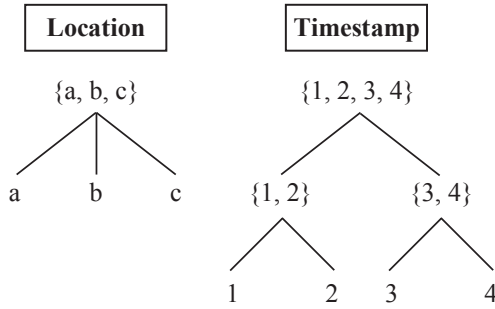 Location
{a, b, c}
a b c
Timestamp
{1, 2, 3, 4}
{1, 2} {3, 4}
1 2 3 4